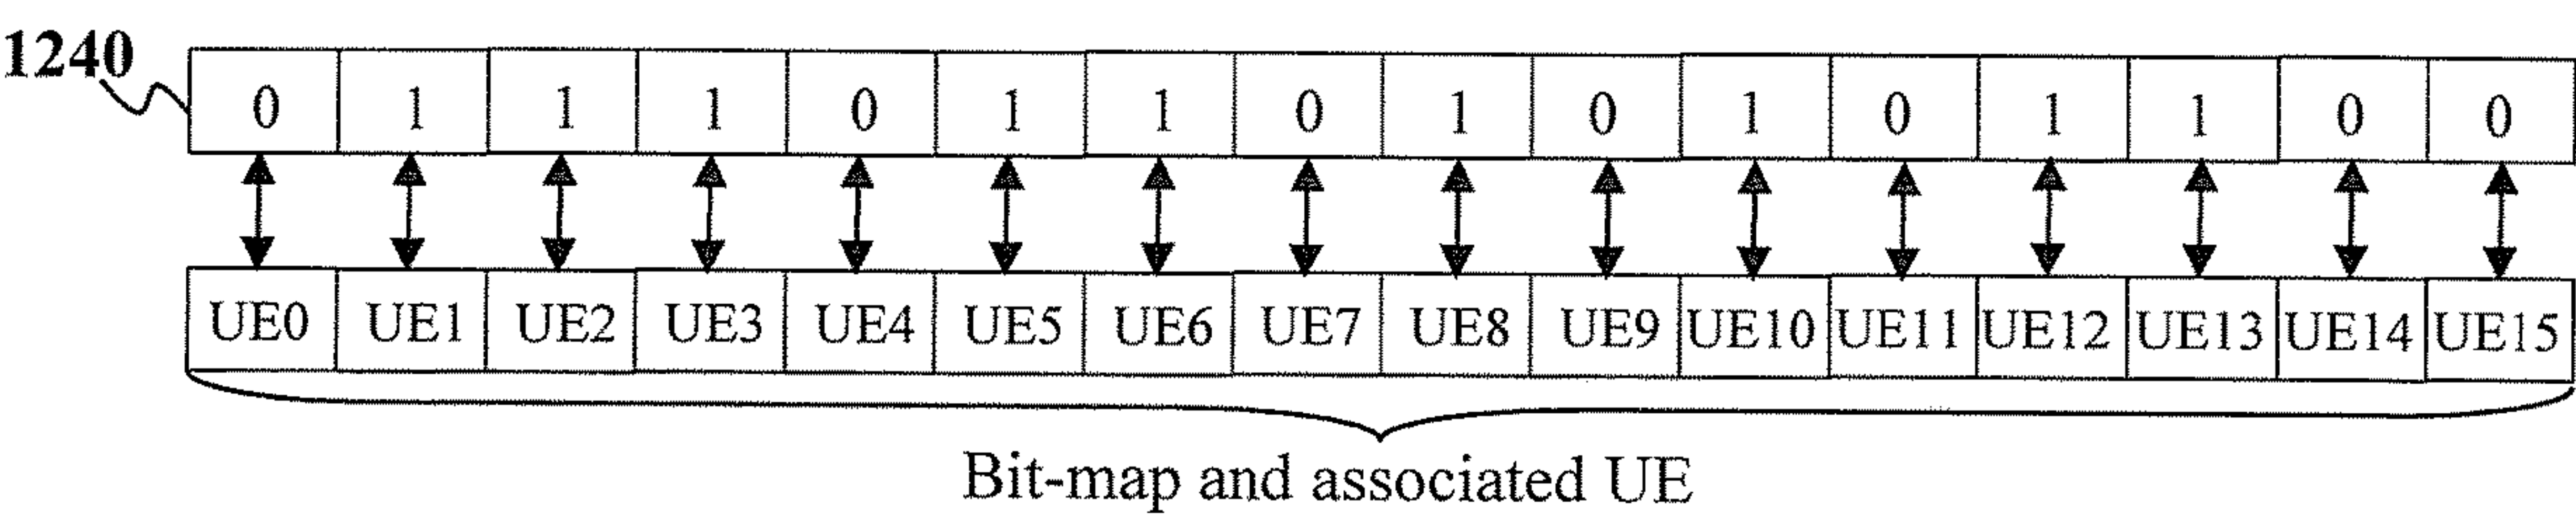 1240
0 1 1 1 0 1 1 0 1 0 1 0 1 1 0 0
UE0 UE1 UE2 UE3 UE4 UE5 UE6 UE7 UE8 UE9 UE10 UE11 UE12 UE13 UE14 UE15
Bit-map and associated UE